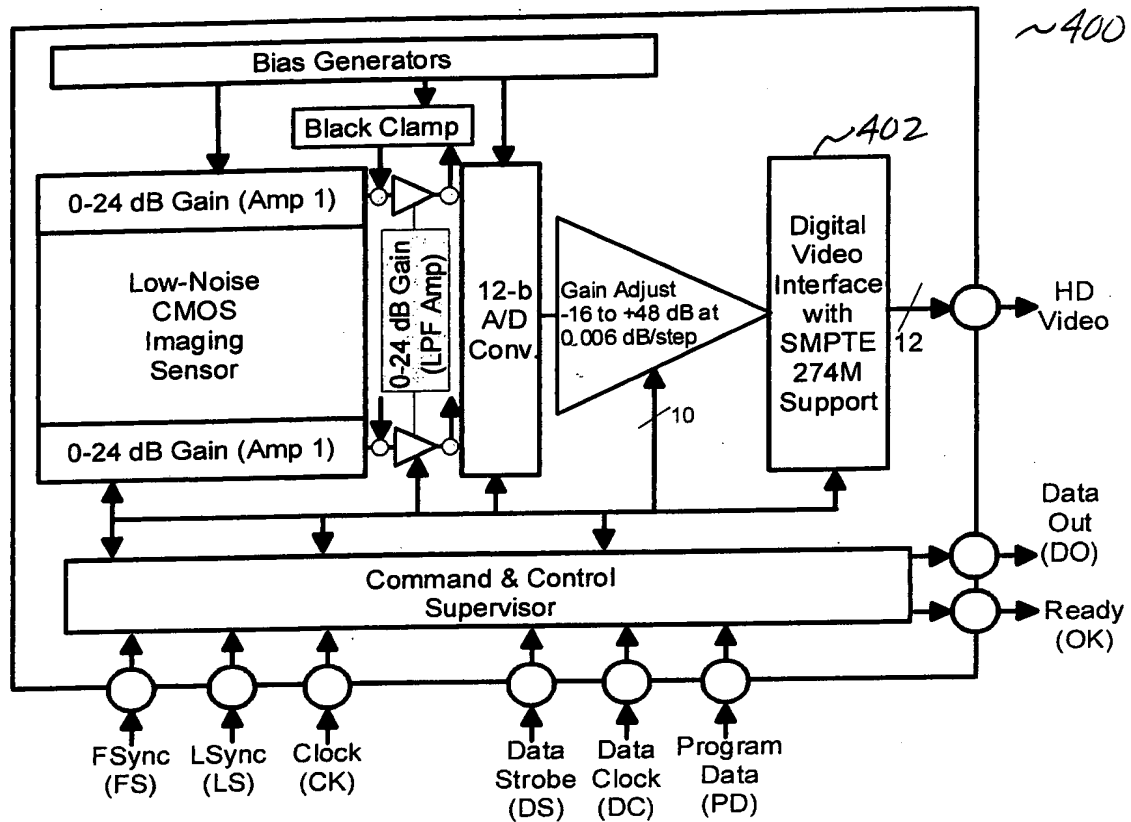 ~400
Bias Generators
Black Clamp
~402
0-24 dB Gain (Amp 1)
Low-Noise
CMOS
Imaging
Sensor
0-24 dB Gain (Amp 1)
0-24 dB Gain
(LPF Amp)
12-b
A/D
Conv.
Gain Adjust
-16 to +48 dB at
0.006 dB/step
10
Digital
Video
Interface
with
SMPTE
274M
Support
12
HD
Video
Data
Out
(DO)
Ready
(OK)
Command & Control
Supervisor
FSync
(FS)
LSync
(LS)
Clock
(CK)
Data
Strobe
(DS)
Data
Clock
(DC)
Program
Data
(PD)